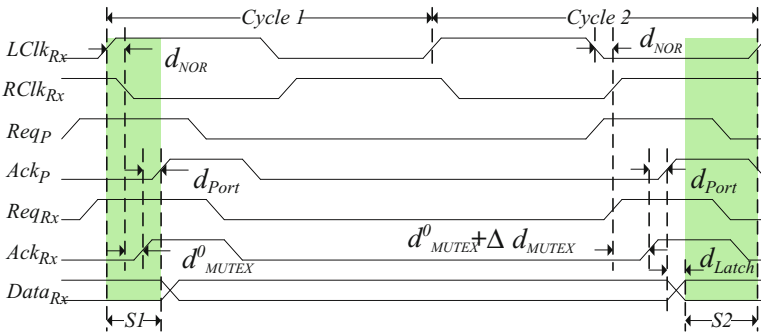 Cycle 1 Cycle 2
LClk_Rx d_NOR d_NOR
RClk_Rx
Req_P
Ack_P d_Port d_Port
Req_Rx
Ack_Rx d^0_MUTEX d^0_MUTEX+Δ d_MUTEX
d_Latch
Data_Rx
S1 S2